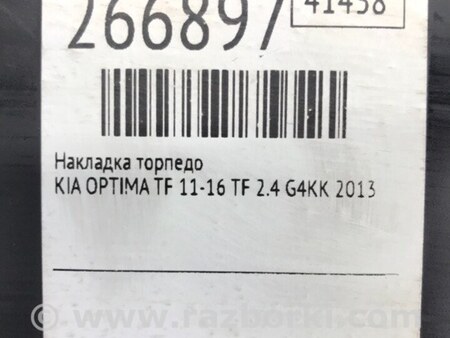 266897
41458
Накладка торпедо
KIA OPTIMA TF 11-16 TF 2.4 G4KK 2013
© www.razborki.com